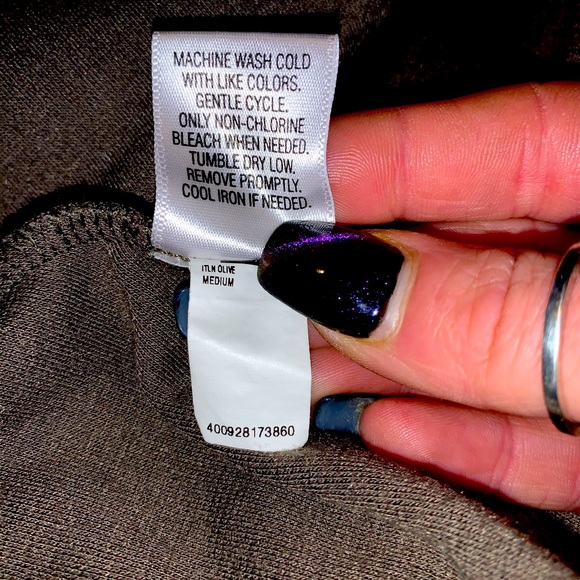 MACHINE WASH COLD
WITH LIKE COLORS.
GENTLE CYCLE.
ONLY NON-CHLORINE
BLEACH WHEN NEEDED.
TUMBLE DRY LOW.
REMOVE PROMPTLY.
COOL IRON IF NEEDED.
ITLN OLIVE
MEDIUM
400928173860